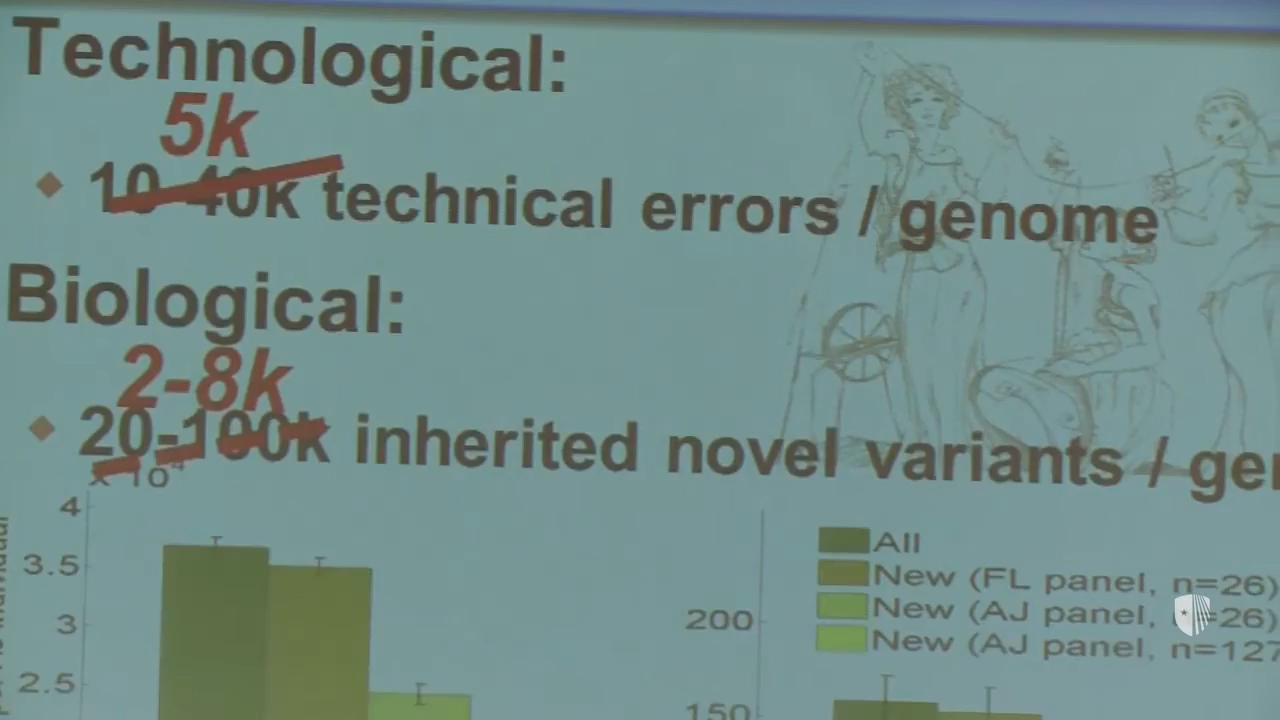 Technological:
5k
10-40k technical errors / genome
Biological:
2-8k
20-100k inherited novel variants /
x 10⁴
4
3.5
3
2.5
200
150
All
New (FL panel, n=26)
New (AJ panel, =26)
New (AJ panel, n=127